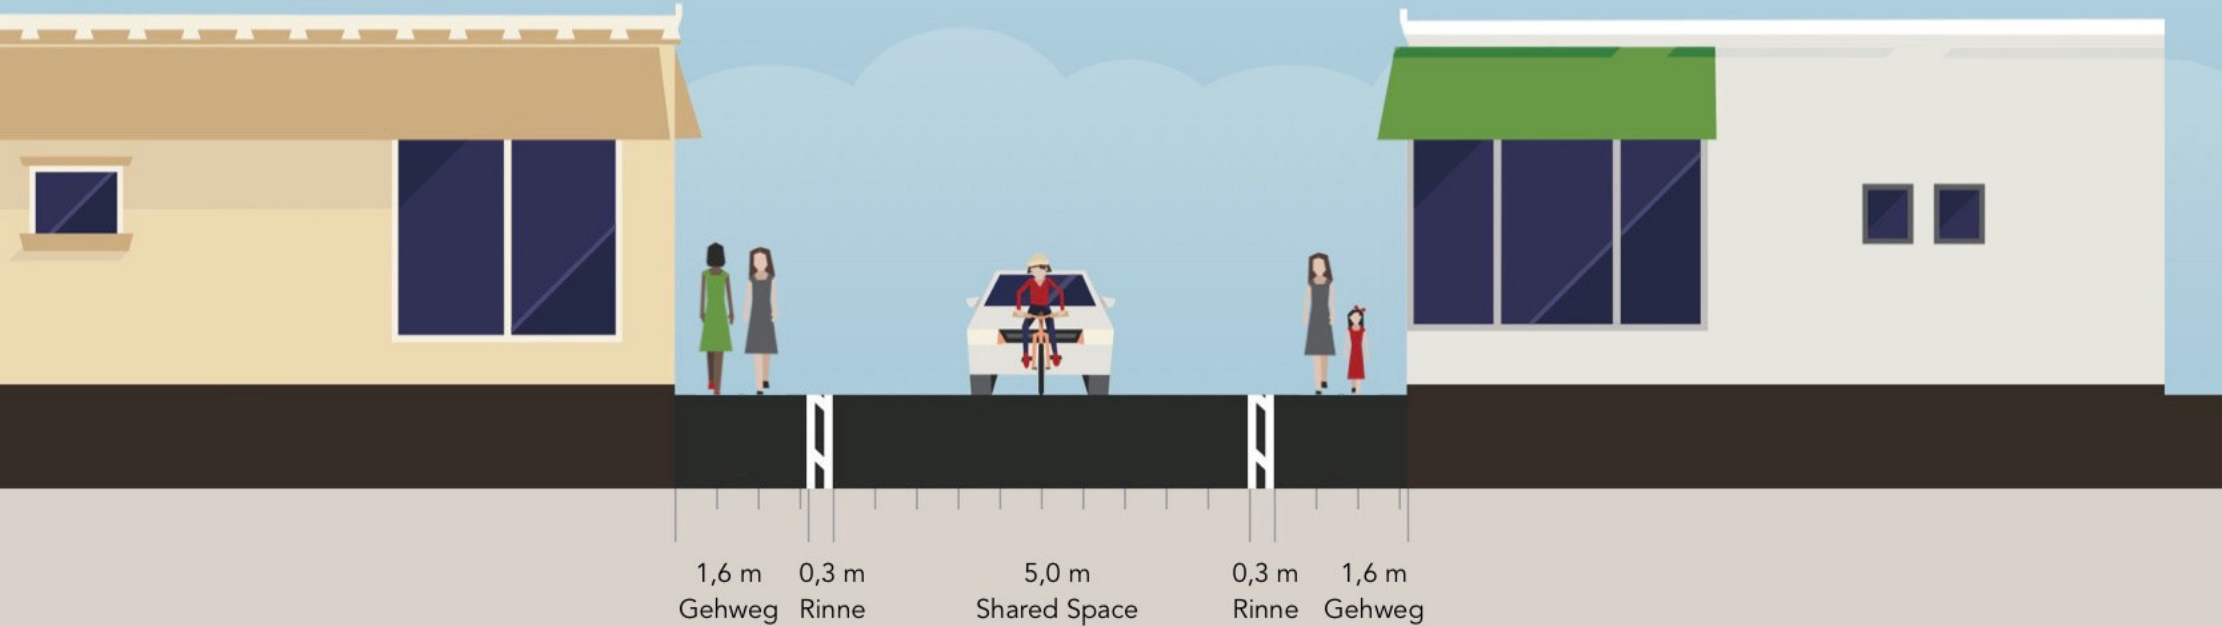 1,6 m 0,3 m 5,0 m 0,3 m 1,6 m
Gehweg Rinne Shared Space Rinne Gehweg